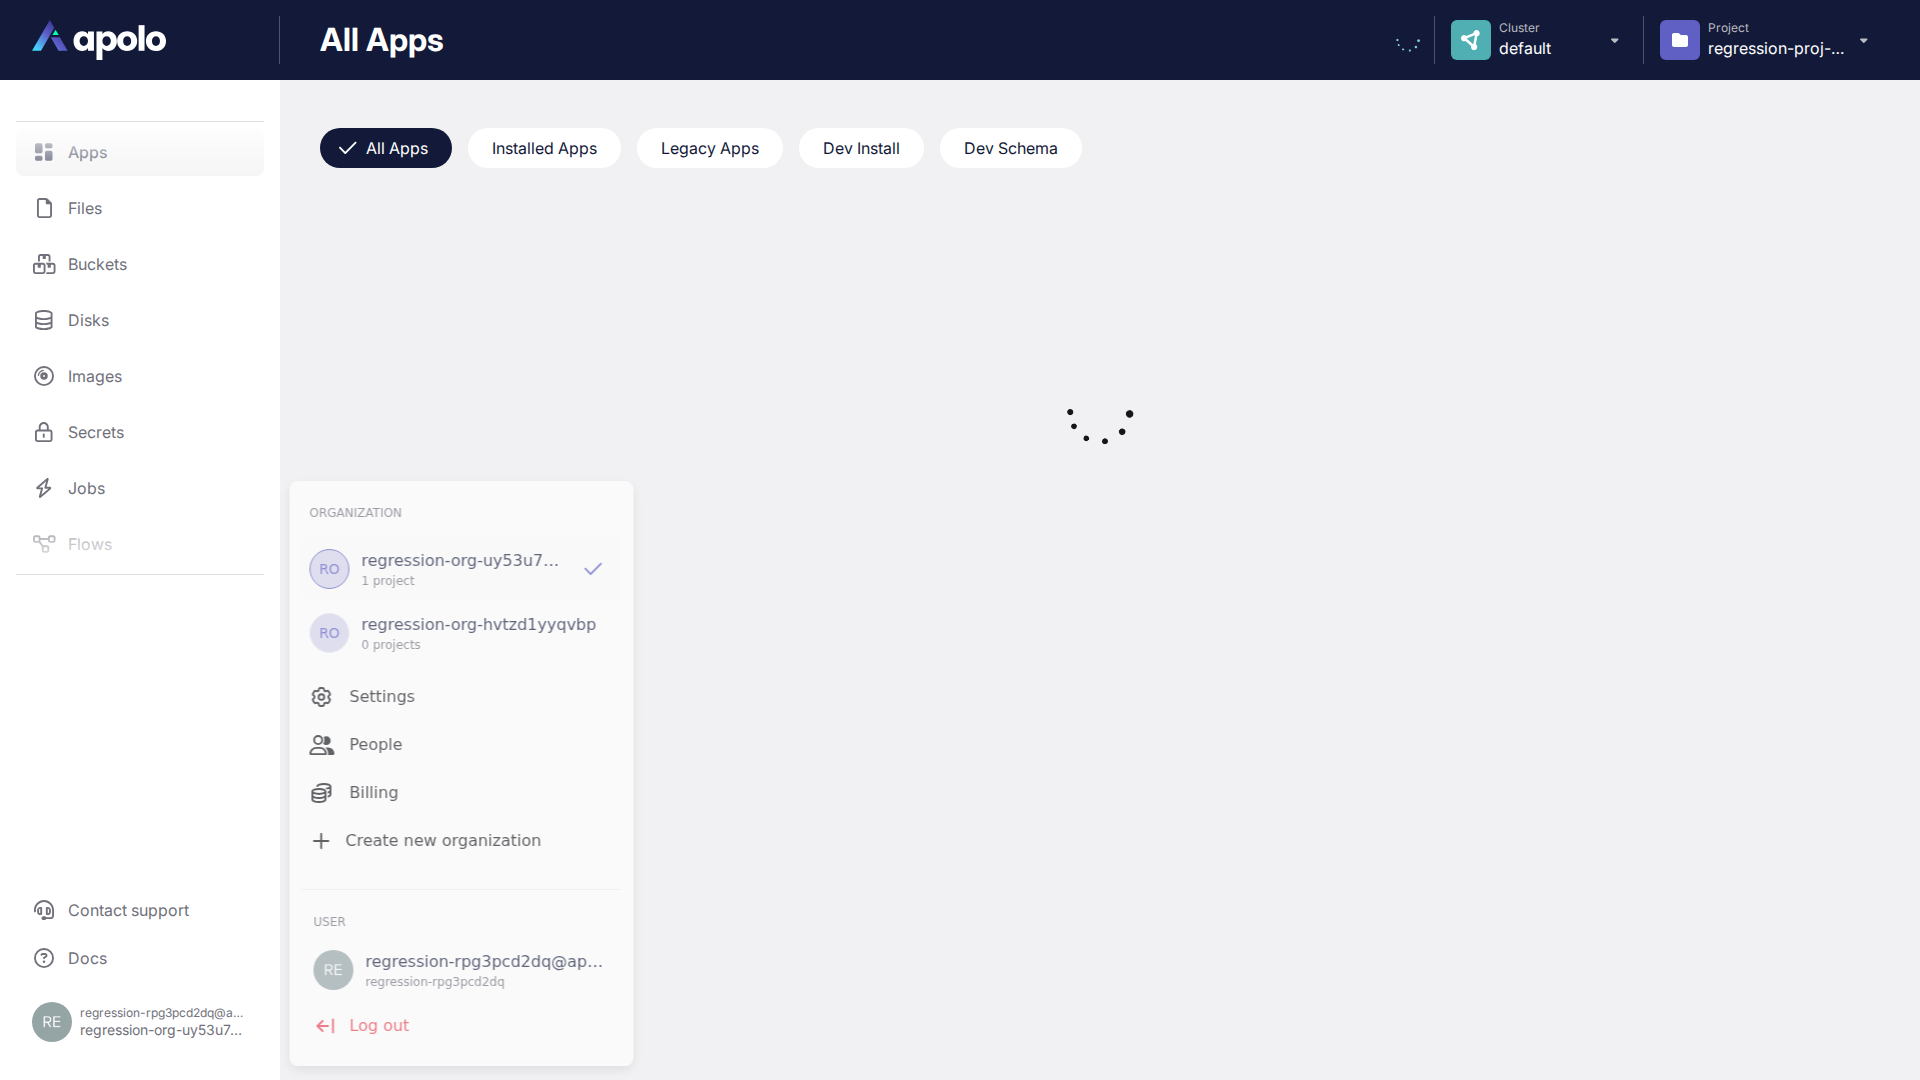 apolo
All Apps
Cluster
default
Project
regression-proj-...
Apps
Files
Buckets
Disks
Images
Secrets
Jobs
Flows
Contact support
Docs
RE
regression-rpg3pcd2dq@a...
regression-org-uy53u7...
All Apps
Installed Apps
Legacy Apps
Dev Install
Dev Schema
ORGANIZATION
RO
regression-org-uy53u7...
1 project
RO
regression-org-hvtzd1yyqvbp
0 projects
Settings
People
Billing
Create new organization
USER
RE
regression-rpg3pcd2dq@ap...
regression-rpg3pcd2dq
Log out